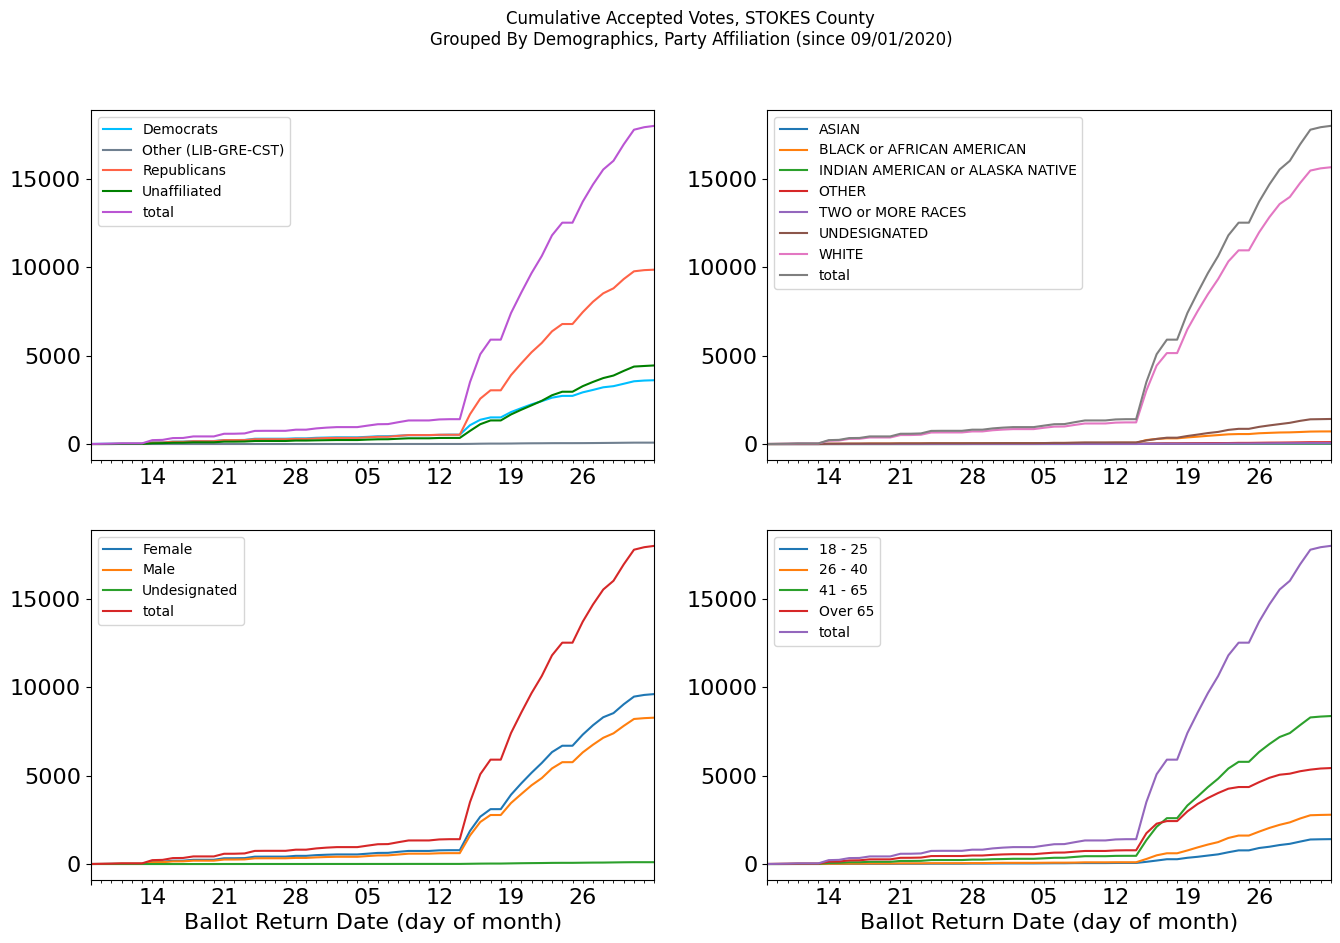 Cumulative Accepted Votes, STOKES County
Grouped By Demographics, Party Affiliation (since 09/01/2020)
Democrats
Other (LIB-GRE-CST)
Republicans
Unaffiliated
total
15000
10000
5000
0
14 21 28 05 12 19 26
ASIAN
BLACK or AFRICAN AMERICAN
INDIAN AMERICAN or ALASKA NATIVE
OTHER
TWO or MORE RACES
UNDESIGNATED
WHITE
total
15000
10000
5000
0
14 21 28 05 12 19 26
Female
Male
Undesignated
total
15000
10000
5000
0
14 21 28 05 12 19 26
Ballot Return Date (day of month)
18 - 25
26 - 40
41 - 65
Over 65
total
15000
10000
5000
0
14 21 28 05 12 19 26
Ballot Return Date (day of month)